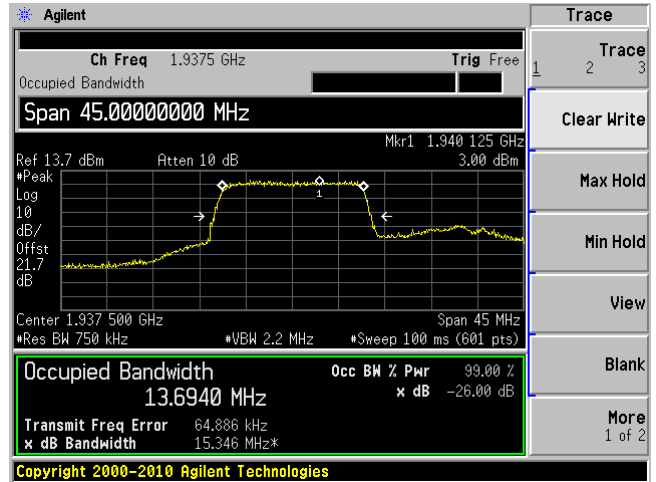 Agilent
Trace
Ch Freq 1.9375 GHz Trig Free
Occupied Bandwidth
Span 45.00000000 MHz
Mkr1 1.940 125 GHz
Ref 13.7 dBm Atten 10 dB 3.00 dBm
#Peak
Log
10
dB/
Offst
21.7
dB
1
Center 1.937 500 GHz Span 45 MHz
#Res BW 750 kHz #VBW 2.2 MHz #Sweep 100 ms (601 pts)
Occupied Bandwidth
13.6940 MHz
Occ BW % Pwr 99.00 %
x dB -26.00 dB
Transmit Freq Error 64.886 kHz
x dB Bandwidth 15.346 MHz*
Copyright 2000-2010 Agilent Technologies
Trace
1 2 3
Clear Write
Max Hold
Min Hold
View
Blank
More
1 of 2